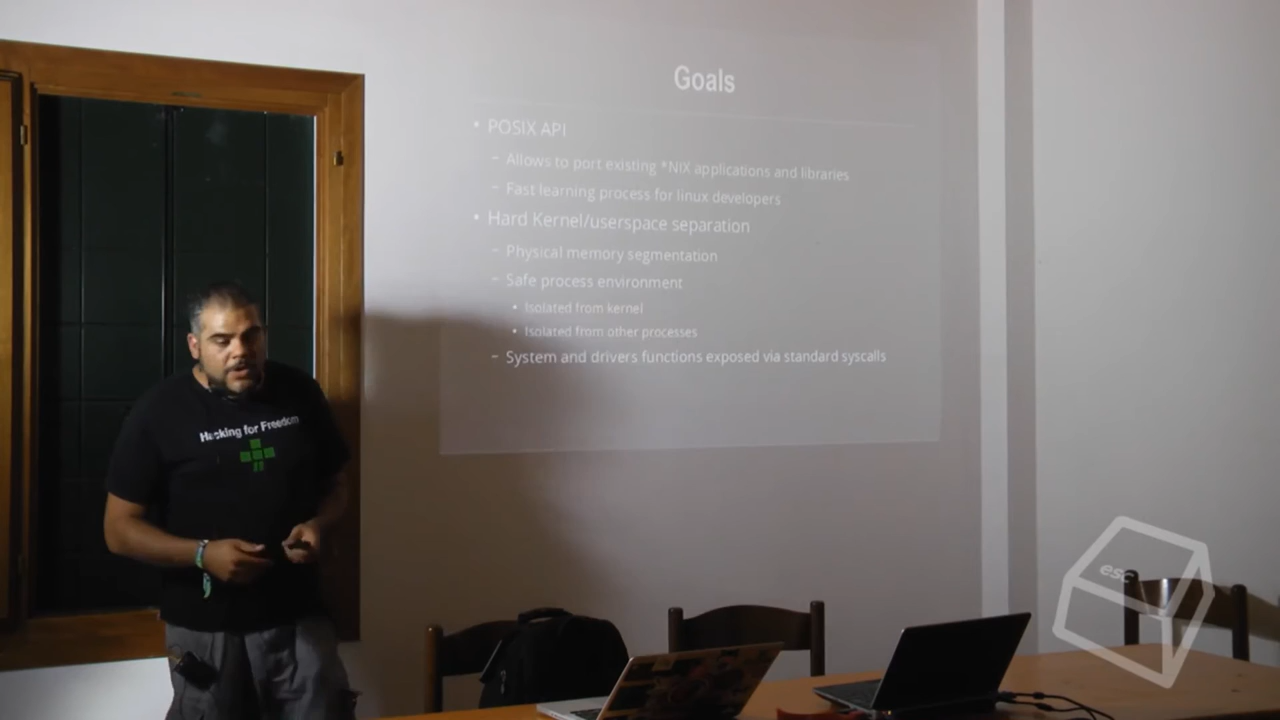 Goals
• POSIX API
– Allows to port existing *NIX applications and libraries
– Fast learning process for linux developers
• Hard Kernel/userspace separation
– Physical memory segmentation
– Safe process environment
• Isolated from kernel
• Isolated from other processes
– System and drivers functions exposed via standard syscalls
Hacking for Freedom
esc